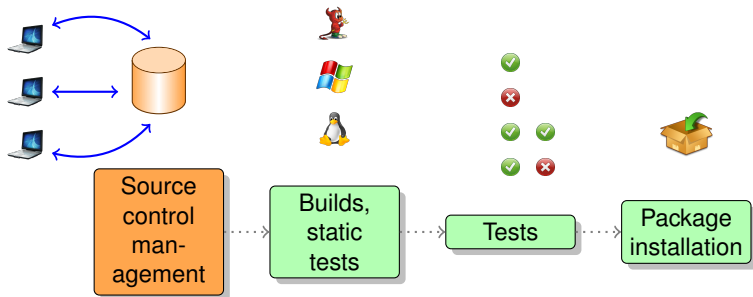 Source
control
man-
agement
Builds,
static
tests
Tests
Package
installation